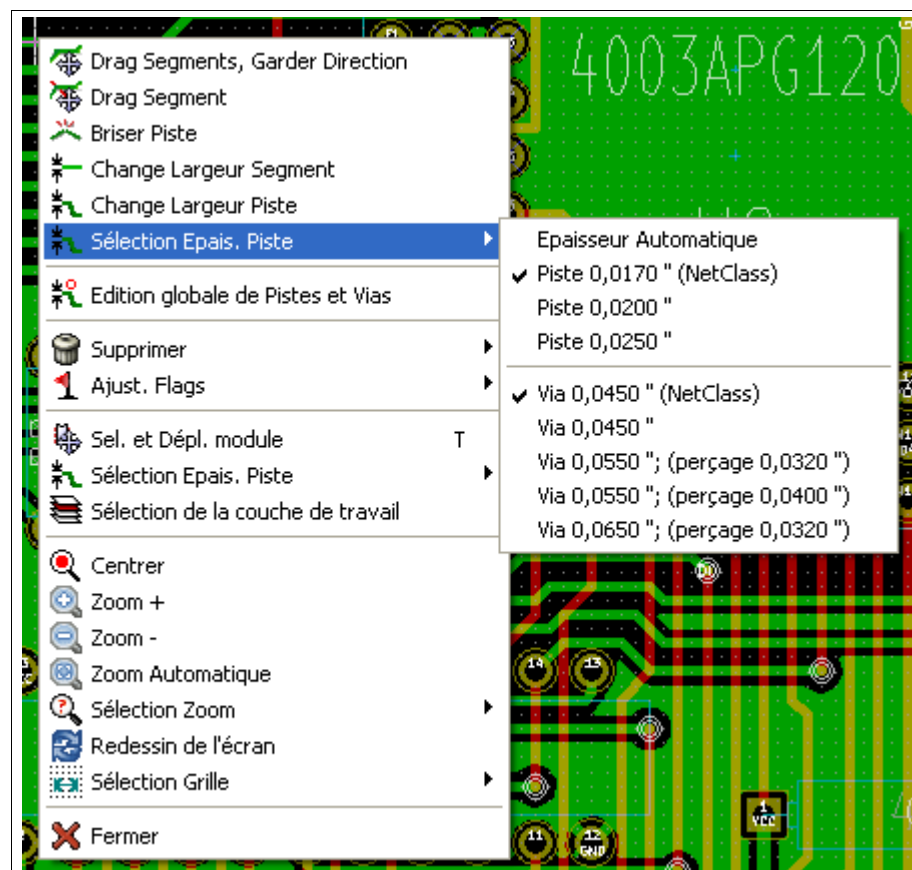 4003APG120
Drag Segments, Garder Direction
Drag Segment
Briser Piste
Change Largeur Segment
Change Largeur Piste
Sélection Epais. Piste
Epaisseur Automatique
Piste 0,0170 " (NetClass)
Piste 0,0200 "
Piste 0,0250 "
Via 0,0450 " (NetClass)
Via 0,0450 "
Via 0,0550 "; (perçage 0,0320 ")
Via 0,0550 "; (perçage 0,0400 ")
Via 0,0650 "; (perçage 0,0320 ")
Edition globale de Pistes et Vias
Supprimer
Ajust. Flags
Sel. et Dépl. module T
Sélection Epais. Piste
Sélection de la couche de travail
Centrer
Zoom +
Zoom -
Zoom Automatique
Sélection Zoom
Redessin de l'écran
Sélection Grille
Fermer
14 13
1
VCC
11
12
GND